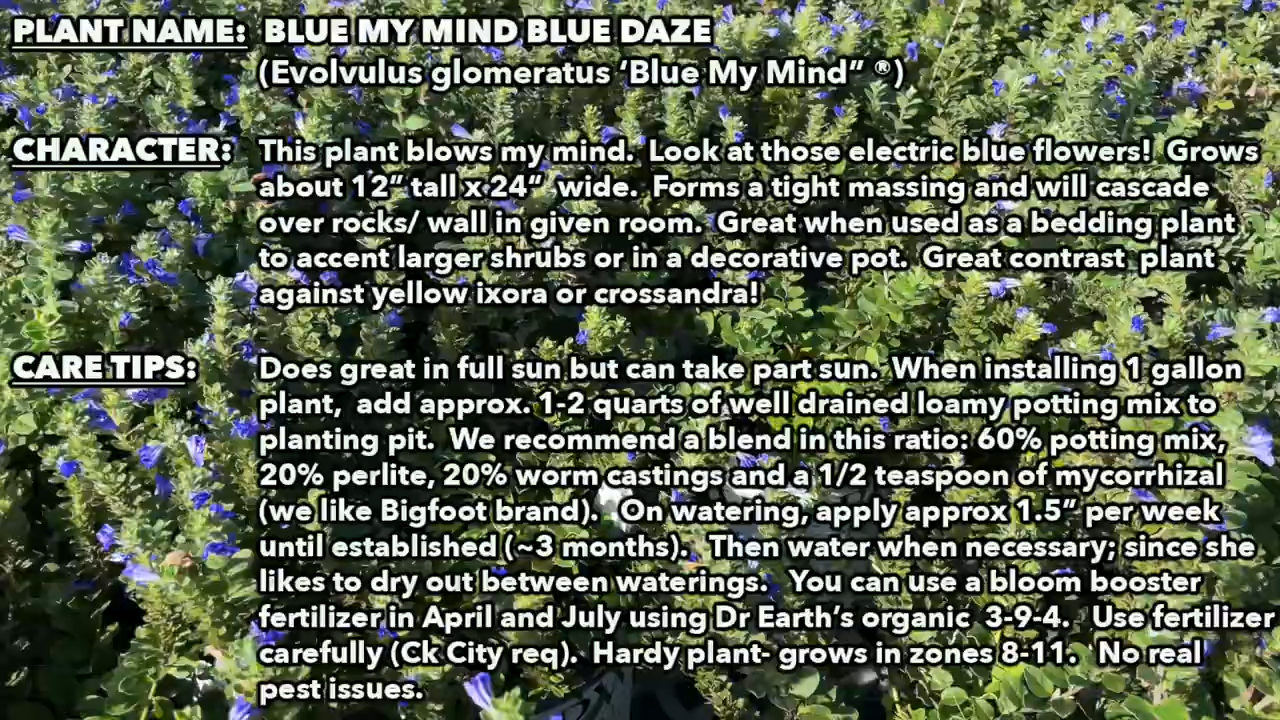 PLANT NAME: BLUE MY MIND BLUE DAZE
(Evolvulus glomeratus ‘Blue My Mind” ®)
CHARACTER: This plant blows my mind. Look at those electric blue flowers! Grows
about 12” tall x 24” wide. Forms a tight massing and will cascade
over rocks/ wall in given room. Great when used as a bedding plant
to accent larger shrubs or in a decorative pot. Great contrast plant
against yellow ixora or crossandra!
CARE TIPS: Does great in full sun but can take part sun. When installing 1 gallon
plant, add approx. 1-2 quarts of well drained loamy potting mix to
planting pit. We recommend a blend in this ratio: 60% potting mix,
20% perlite, 20% worm castings and a 1/2 teaspoon of mycorrhizal
(we like Bigfoot brand). On watering, apply approx 1.5” per week
until established (~3 months). Then water when necessary; since she
likes to dry out between waterings. You can use a bloom booster
fertilizer in April and July using Dr Earth’s organic 3-9-4. Use fertilizer
carefully (Ck City req). Hardy plant- grows in zones 8-11. No real
pest issues.